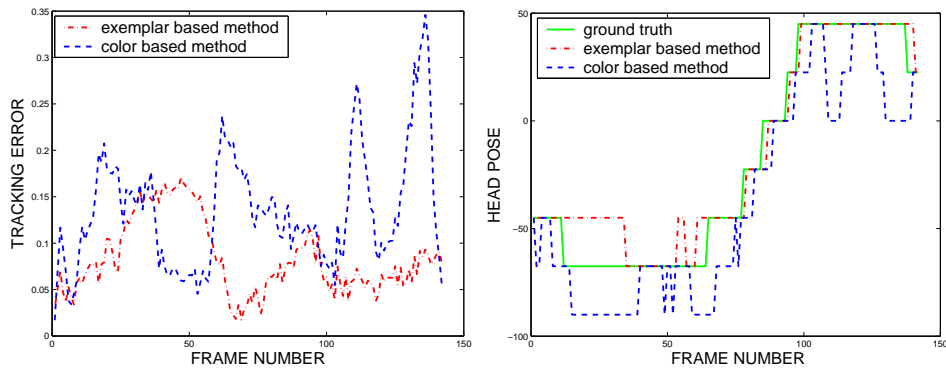 exemplar based method
color based method
TRACKING ERROR
0.35
0.3
0.25
0.2
0.15
0.1
0.05
0
0
50
100
150
FRAME NUMBER
ground truth
exemplar based method
color based method
HEAD POSE
50
0
−50
−100
0
50
100
150
FRAME NUMBER